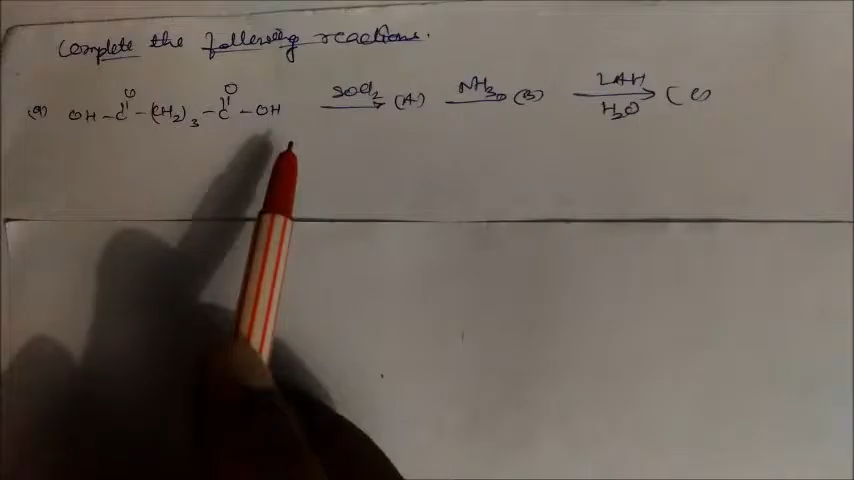 Complete the following reactions.
(a) OH-C(=O)-(CH2)3-C(=O)-OH SOCl2 → (A) NH3 → (B) LAH / H2O → (C)